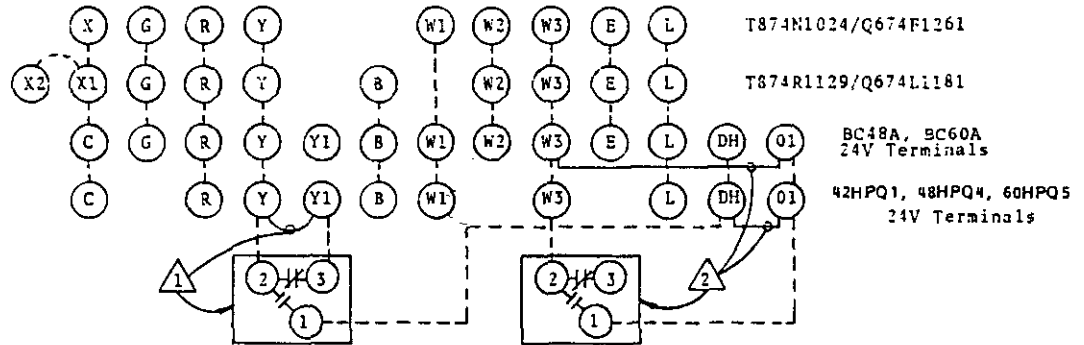 X G R Y W1 W2 W3 E L T874N1024/Q674F1261
X2 X1 G R Y B W2 W3 E L T874R1129/Q674L1181
C G R Y Y1 B W1 W2 W3 E L DH O1 BC48A, BC60A
24V Terminals
C R Y Y1 B W1 W3 L DH O1 42HPQ1, 48HPQ4, 60HPQ5
24V Terminals
1 2 3 2 3 2
1 1